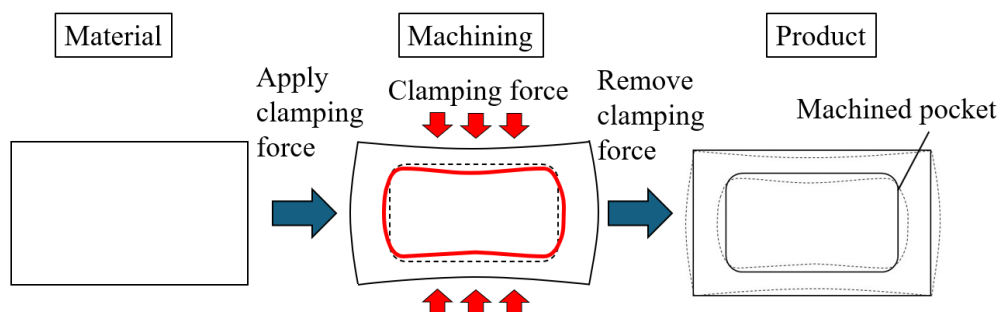 Material
Machining
Product
Apply
clamping
force
Clamping force
Remove
clamping
force
Machined pocket